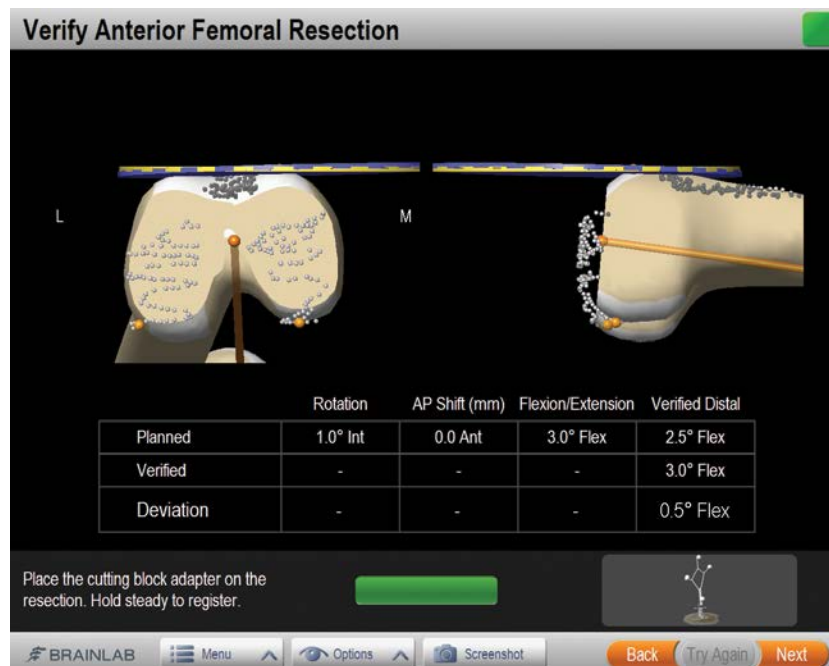 Verify Anterior Femoral Resection
L
M
Rotation AP Shift (mm) Flexion/Extension Verified Distal
Planned 1.0° Int 0.0 Ant 3.0° Flex 2.5° Flex
Verified - - - 3.0° Flex
Deviation - - - 0.5° Flex
Place the cutting block adapter on the
resection. Hold steady to register.
BRAINLAB Menu Options Screenshot Back Try Again Next